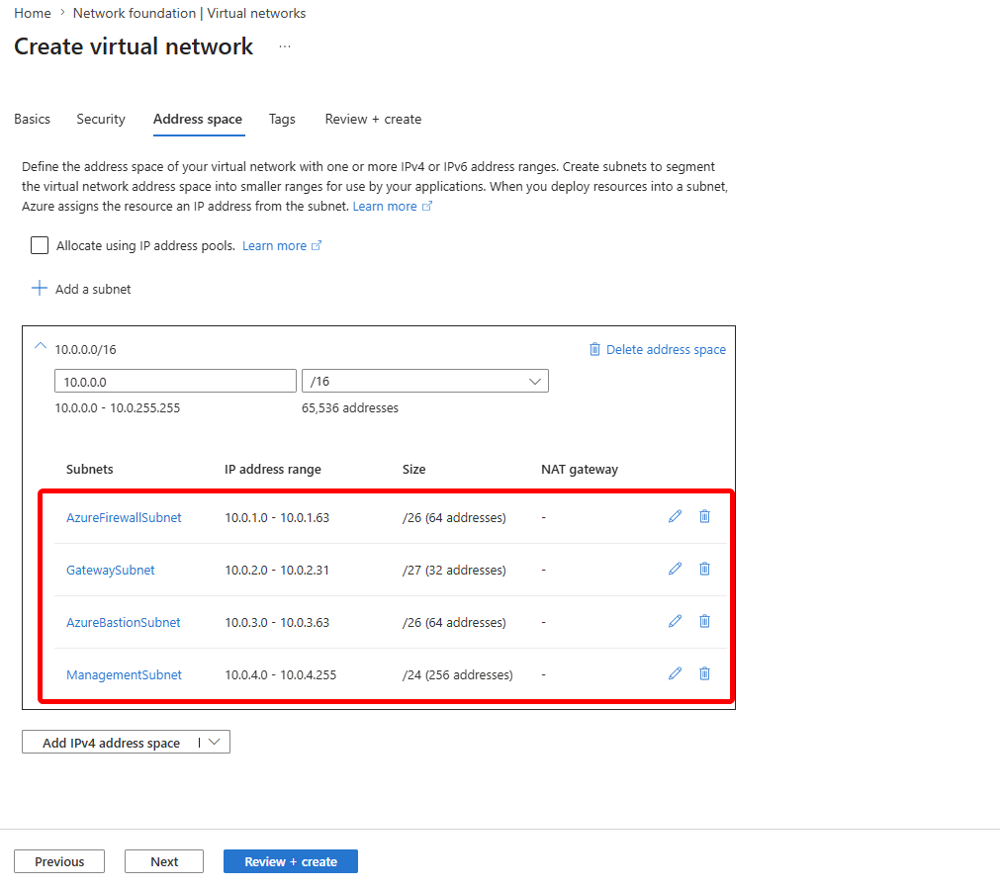 Home > Network foundation | Virtual networks
Create virtual network ...
Basics Security Address space Tags Review + create
Define the address space of your virtual network with one or more IPv4 or IPv6 address ranges. Create subnets to segment
the virtual network address space into smaller ranges for use by your applications. When you deploy resources into a subnet,
Azure assigns the resource an IP address from the subnet. Learn more
Allocate using IP address pools. Learn more
Add a subnet
10.0.0.0/16 Delete address space
10.0.0.0 /16
10.0.0.0 - 10.0.255.255 65,536 addresses
Subnets IP address range Size NAT gateway
AzureFirewallSubnet 10.0.1.0 - 10.0.1.63 /26 (64 addresses) -
GatewaySubnet 10.0.2.0 - 10.0.2.31 /27 (32 addresses) -
AzureBastionSubnet 10.0.3.0 - 10.0.3.63 /26 (64 addresses) -
ManagementSubnet 10.0.4.0 - 10.0.4.255 /24 (256 addresses) -
Add IPv4 address space |
Previous Next Review + create